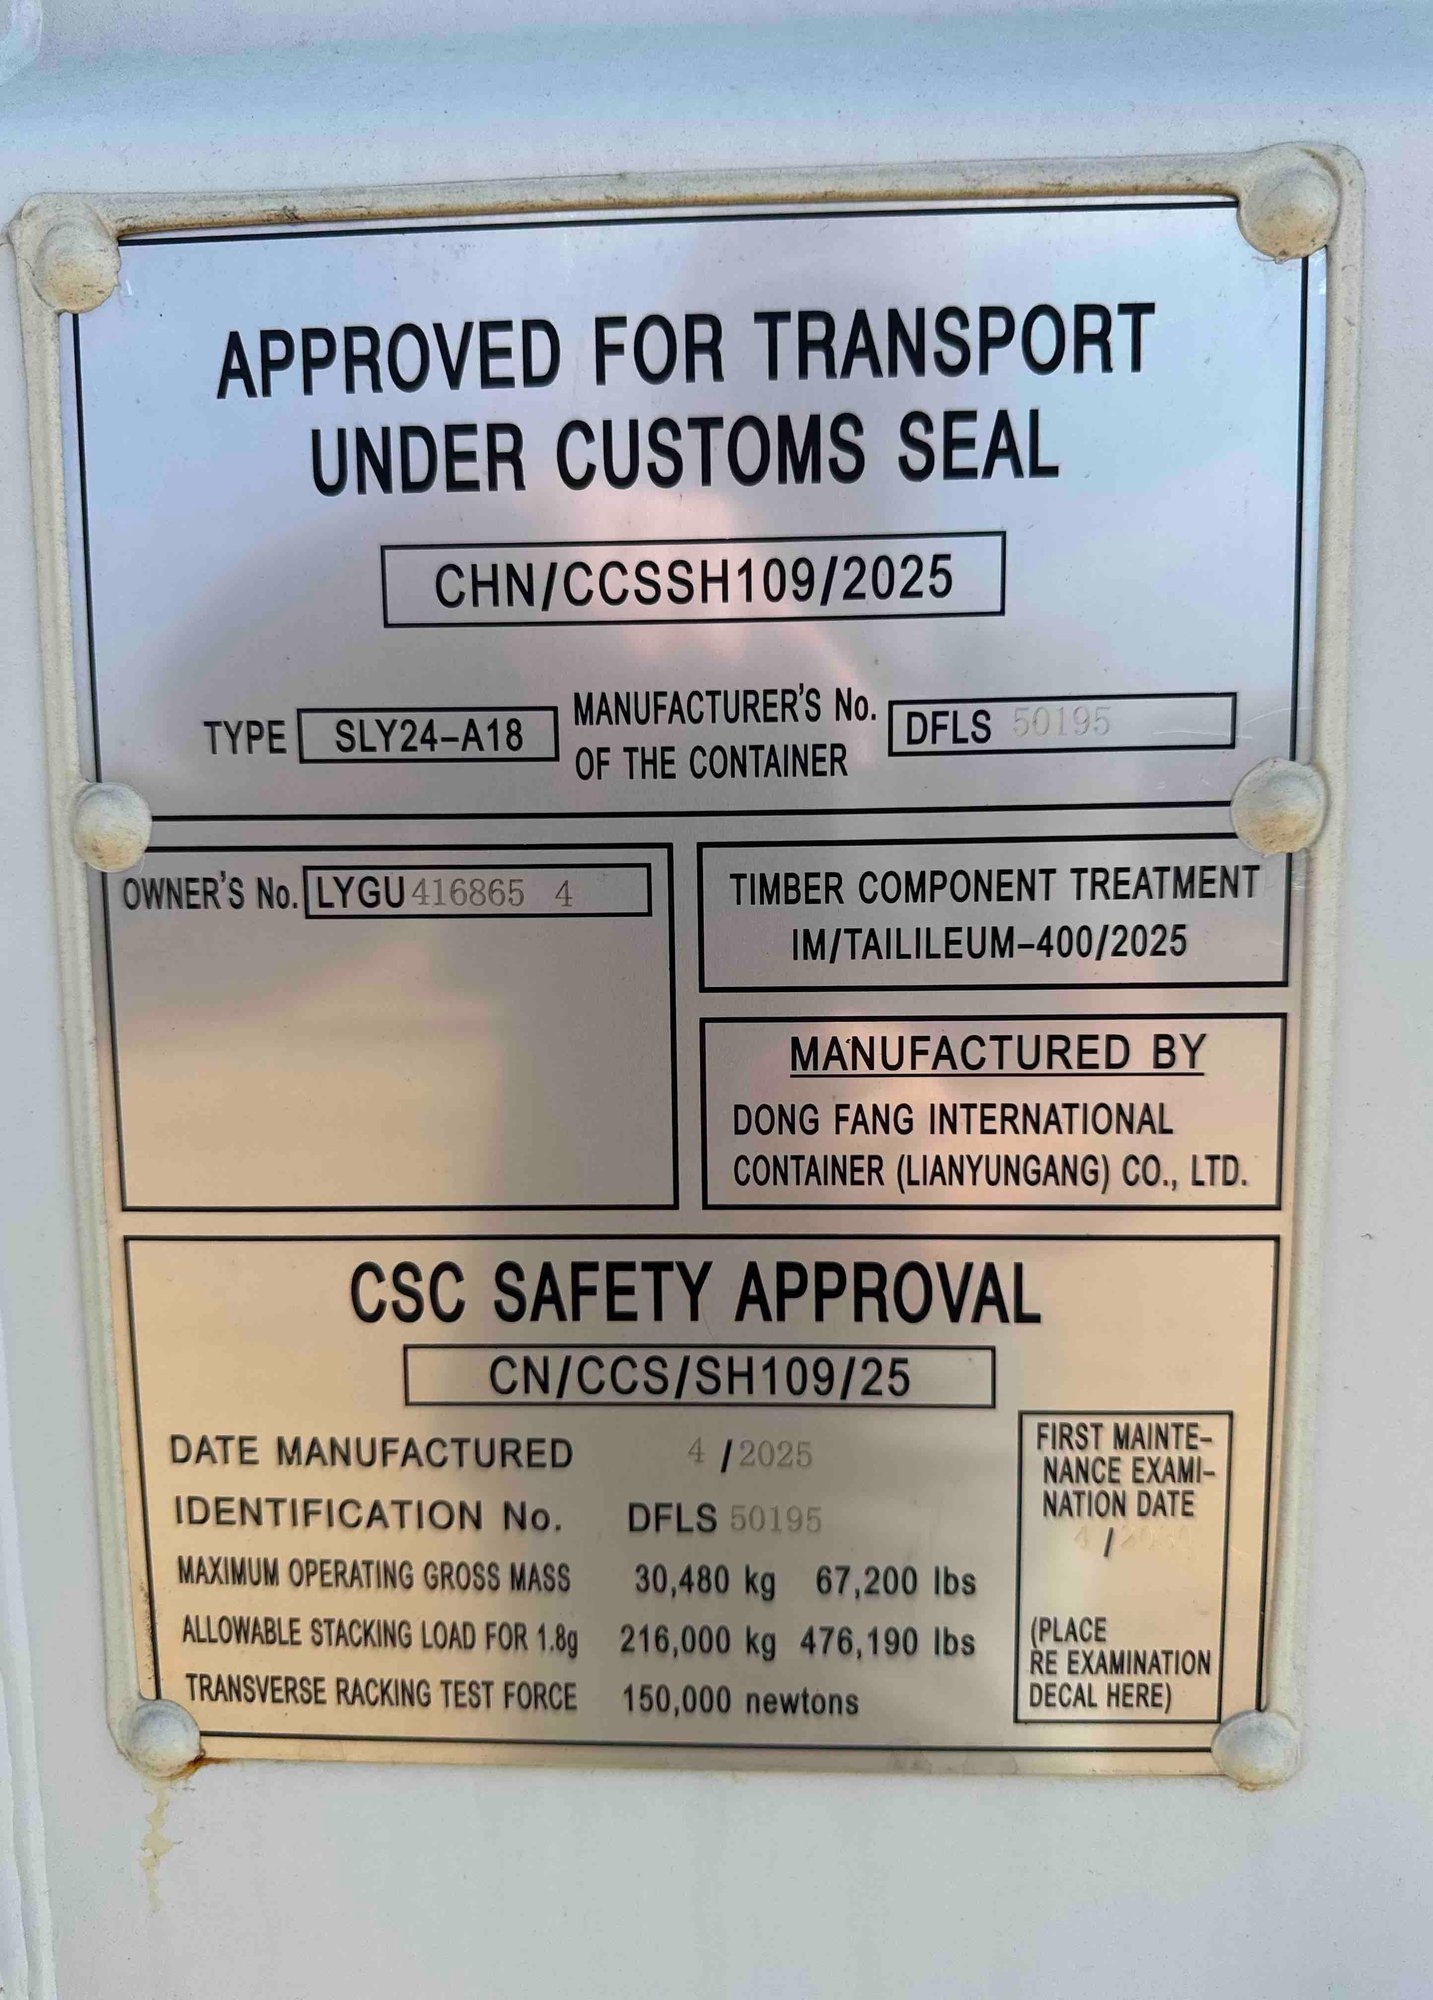 APPROVED FOR TRANSPORT
UNDER CUSTOMS SEAL
CHN/CCSSH109/2025
TYPE SLY24-A18 MANUFACTURER'S No. OF THE CONTAINER DFLS 50195
OWNER'S No. LYGU 416865 4
TIMBER COMPONENT TREATMENT
IM/TAILILEUM-400/2025
MANUFACTURED BY
DONG FANG INTERNATIONAL
CONTAINER (LIANYUNGANG) CO., LTD.
CSC SAFETY APPROVAL
CN/CCS/SH109/25
DATE MANUFACTURED 4 / 2025
IDENTIFICATION No. DFLS 50195
MAXIMUM OPERATING GROSS MASS 30,480 kg 67,200 lbs
ALLOWABLE STACKING LOAD FOR 1.8g 216,000 kg 476,190 lbs
TRANSVERSE RACKING TEST FORCE 150,000 newtons
FIRST MAINTE-
NANCE EXAMI-
NATION DATE
/
(PLACE
RE EXAMINATION
DECAL HERE)